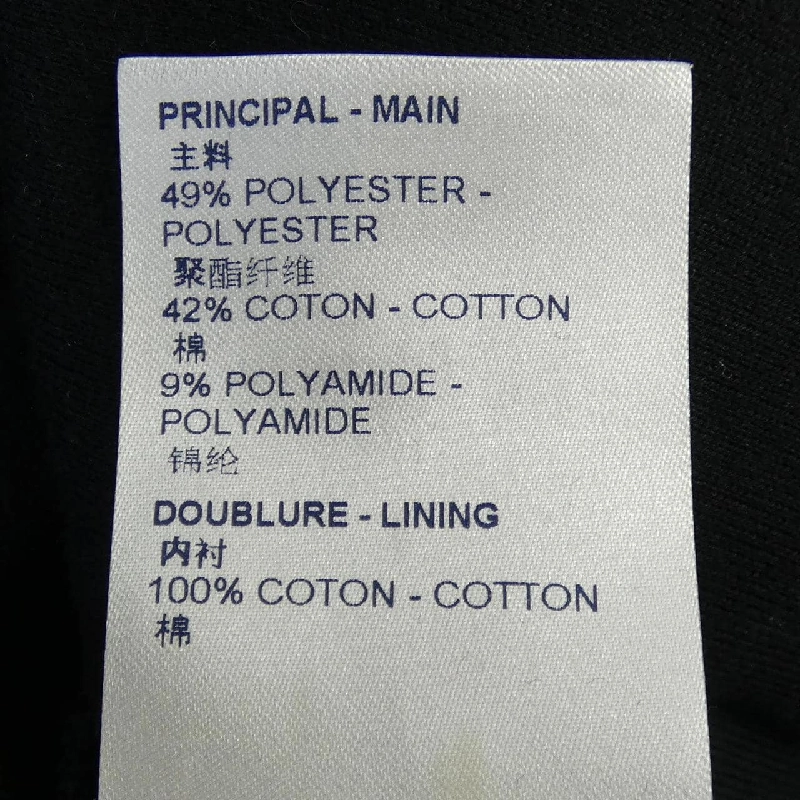 PRINCIPAL - MAIN
主料
49% POLYESTER -
POLYESTER
聚酯纤维
42% COTON - COTTON
棉
9% POLYAMIDE -
POLYAMIDE
锦纶
DOUBLURE - LINING
内衬
100% COTON - COTTON
棉